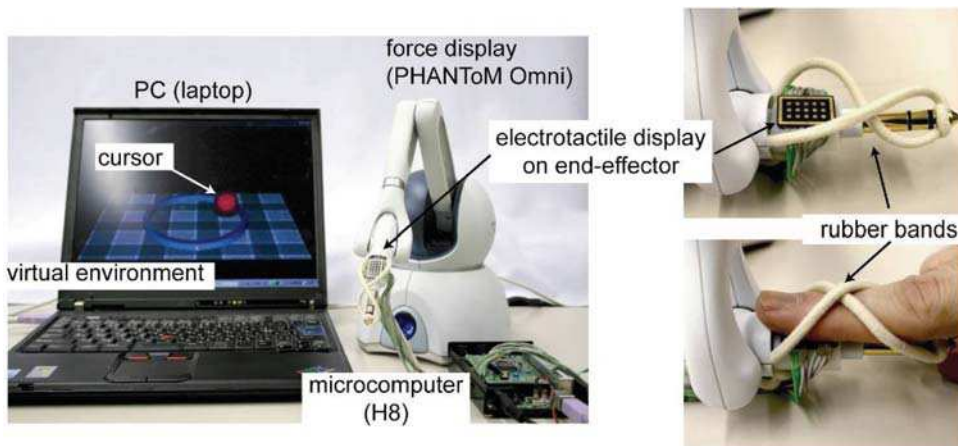 force display
(PHANToM Omni)
PC (laptop)
electrotactile display
on end-effector
cursor
rubber bands
virtual environment
microcomputer
(H8)